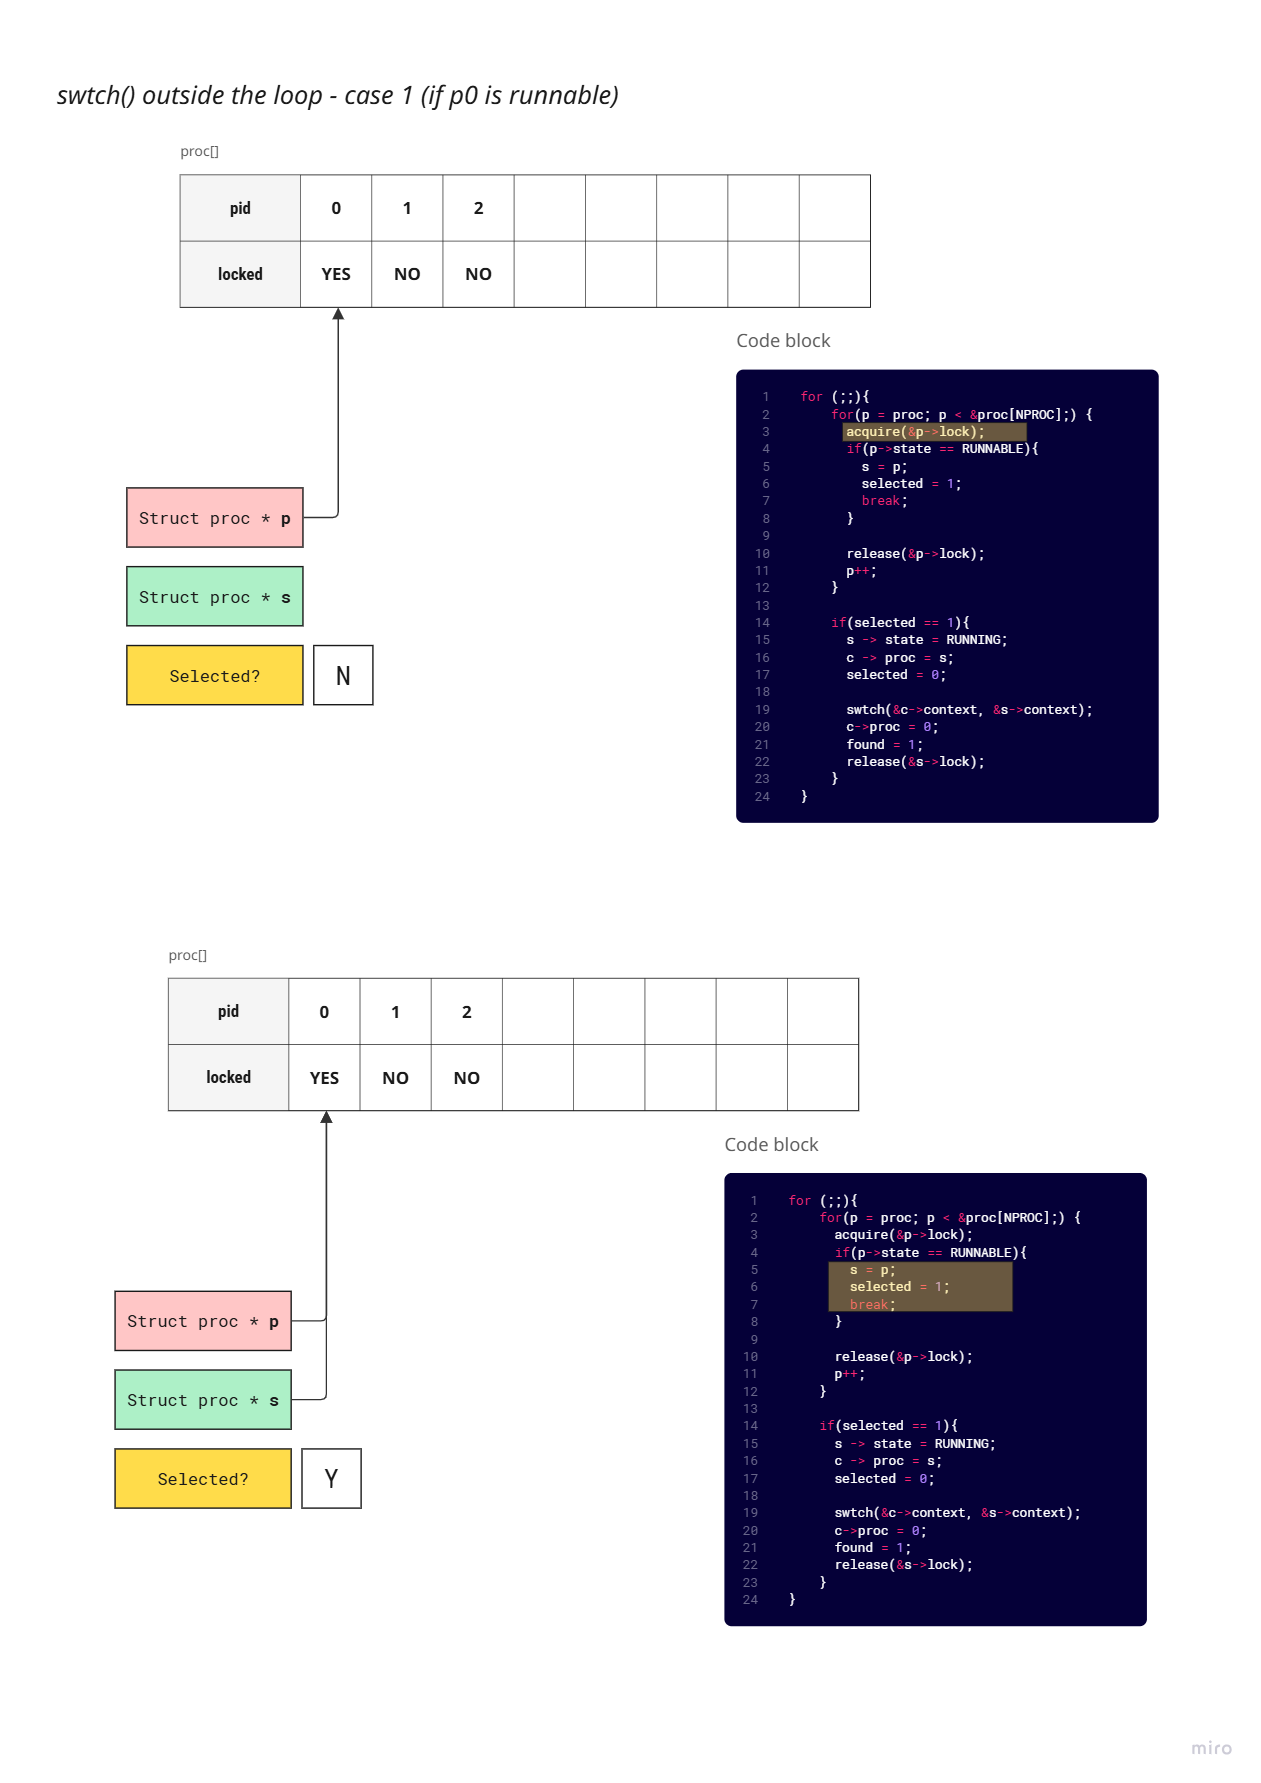 swtch() outside the loop - case 1 (if p0 is runnable)
proc[]
pid 0 1 2
locked YES NO NO
Code block
1 for (;;){
2 for(p = proc; p < &proc[NPROC];) {
3 acquire(&p->lock);
4 if(p->state == RUNNABLE){
5 s = p;
6 selected = 1;
7 break;
8 }
9
10 release(&p->lock);
11 p++;
12 }
13
14 if(selected == 1){
15 s -> state = RUNNING;
16 c -> proc = s;
17 selected = 0;
18
19 swtch(&c->context, &s->context);
20 c->proc = 0;
21 found = 1;
22 release(&s->lock);
23 }
24 }
Struct proc * p
Struct proc * s
Selected? N
proc[]
pid 0 1 2
locked YES NO NO
Code block
1 for (;;){
2 for(p = proc; p < &proc[NPROC];) {
3 acquire(&p->lock);
4 if(p->state == RUNNABLE){
5 s = p;
6 selected = 1;
7 break;
8 }
9
10 release(&p->lock);
11 p++;
12 }
13
14 if(selected == 1){
15 s -> state = RUNNING;
16 c -> proc = s;
17 selected = 0;
18
19 swtch(&c->context, &s->context);
20 c->proc = 0;
21 found = 1;
22 release(&s->lock);
23 }
24 }
Struct proc * p
Struct proc * s
Selected? Y
miro